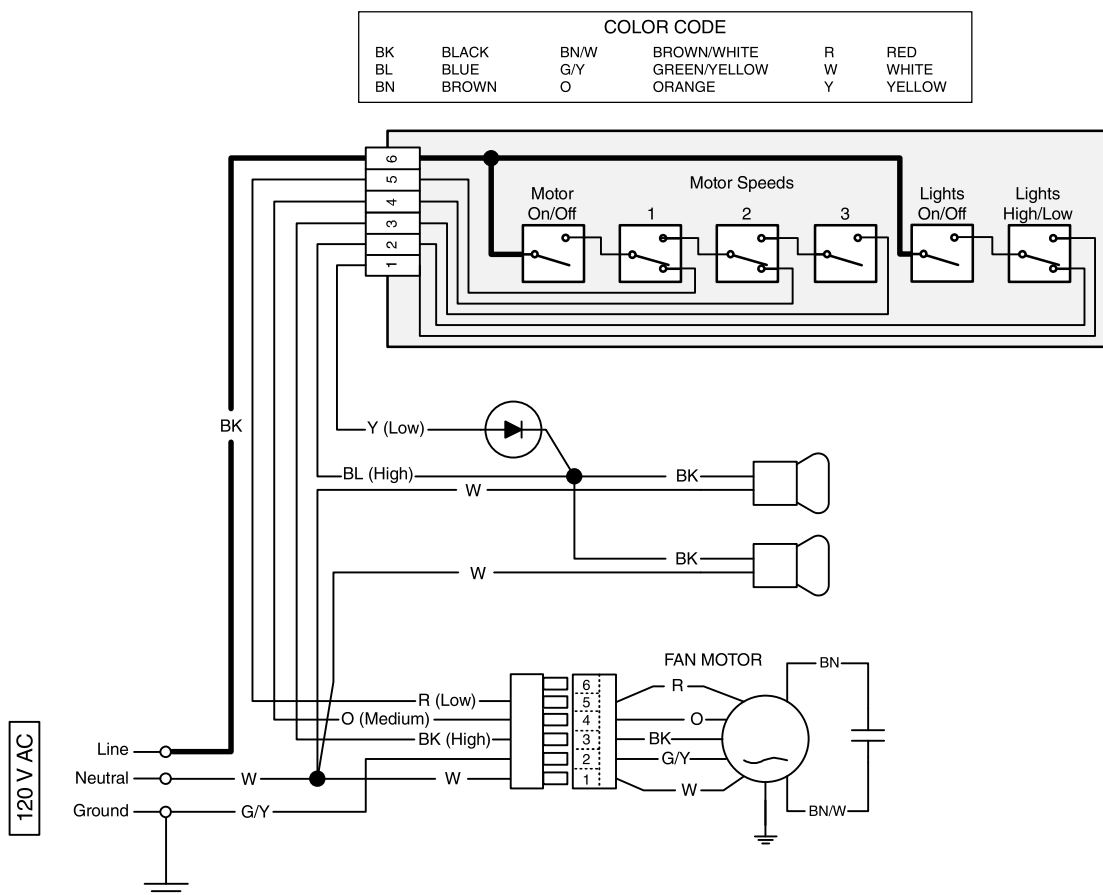 COLOR CODE
BK BLACK BN/W BROWN/WHITE R RED
BL BLUE G/Y GREEN/YELLOW W WHITE
BN BROWN O ORANGE Y YELLOW
6
5
4
3
2
1
Motor
On/Off
Motor Speeds
1 2 3
Lights
On/Off
Lights
High/Low
BK
Y (Low)
BL (High)
BK
W
BK
W
FAN MOTOR
BN
R (Low)
O (Medium)
BK (High)
W
6
5
4
3
2
1
R
O
BK
G/Y
W
BN/W
120 V AC
Line
Neutral
W
Ground
G/Y